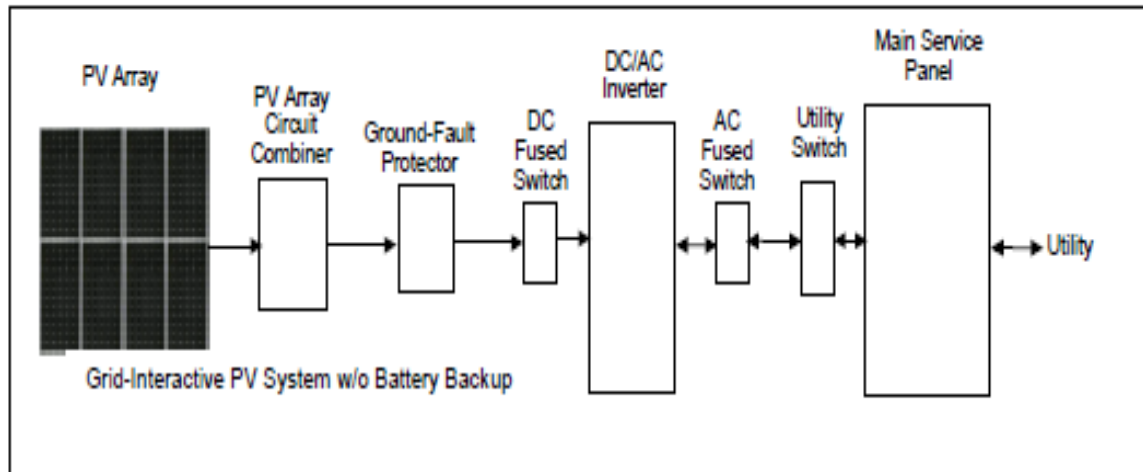 PV Array
PV Array
Circuit
Combiner
Ground-Fault
Protector
DC
Fused
Switch
DC/AC
Inverter
AC
Fused
Switch
Utility
Switch
Main Service
Panel
Utility
Grid-Interactive PV System w/o Battery Backup